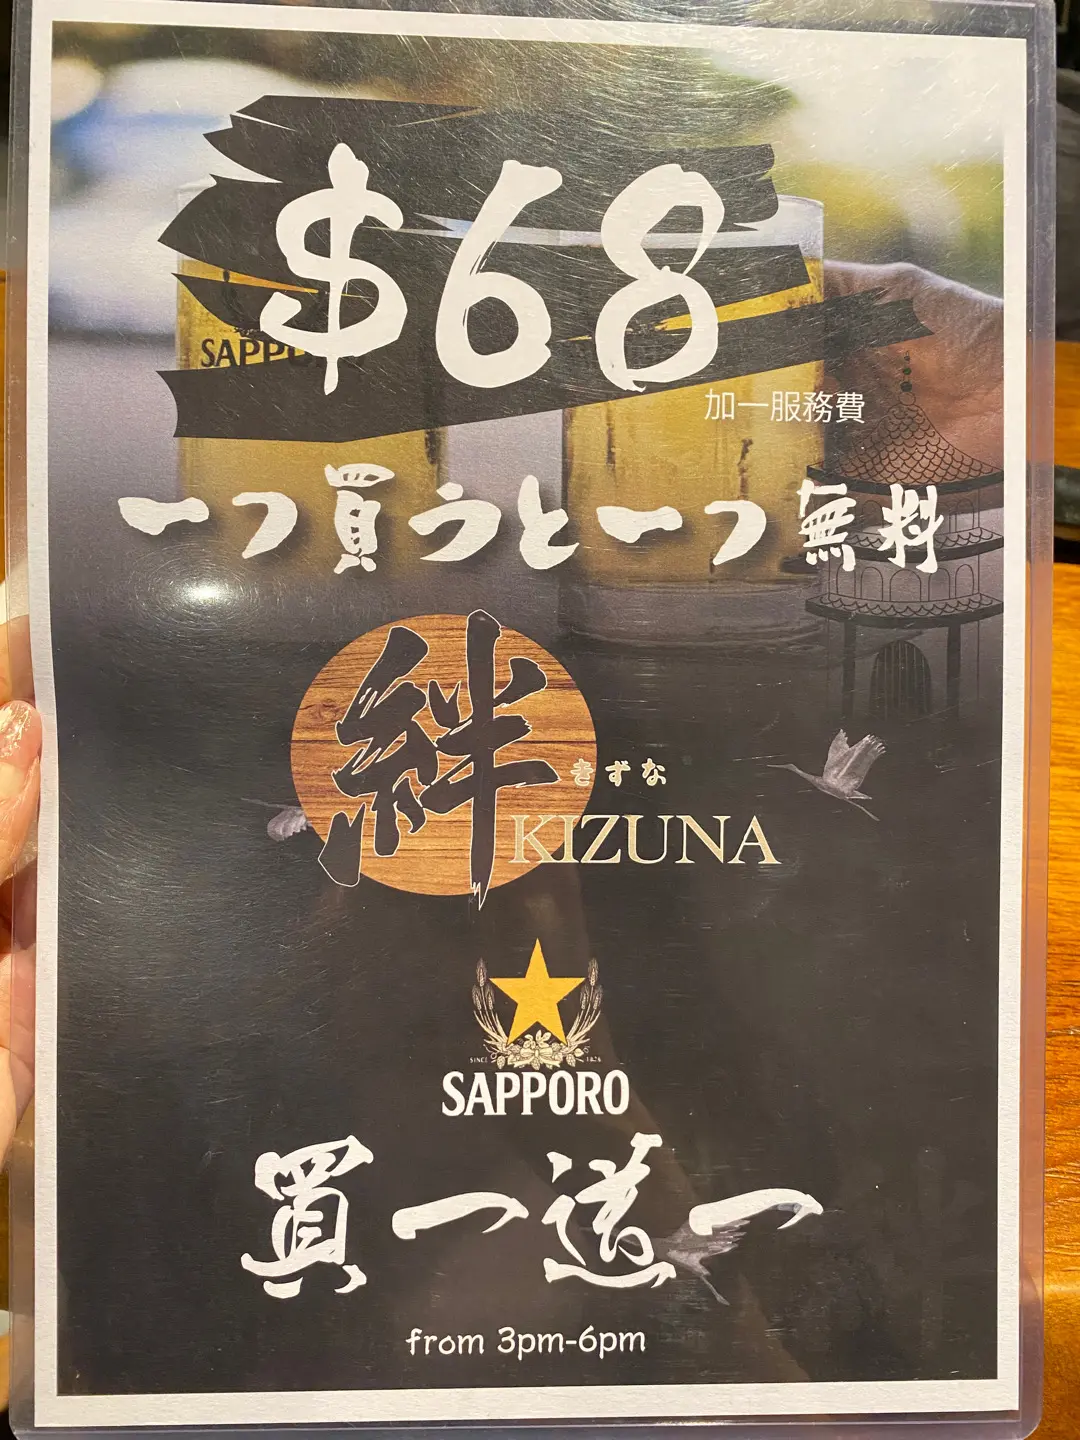 $68
SAPPO
加一服務費
一つ買うと一つ無料
絆
きずな
KIZUNA
SINCE 1876
SAPPORO
買一送一
from 3pm-6pm